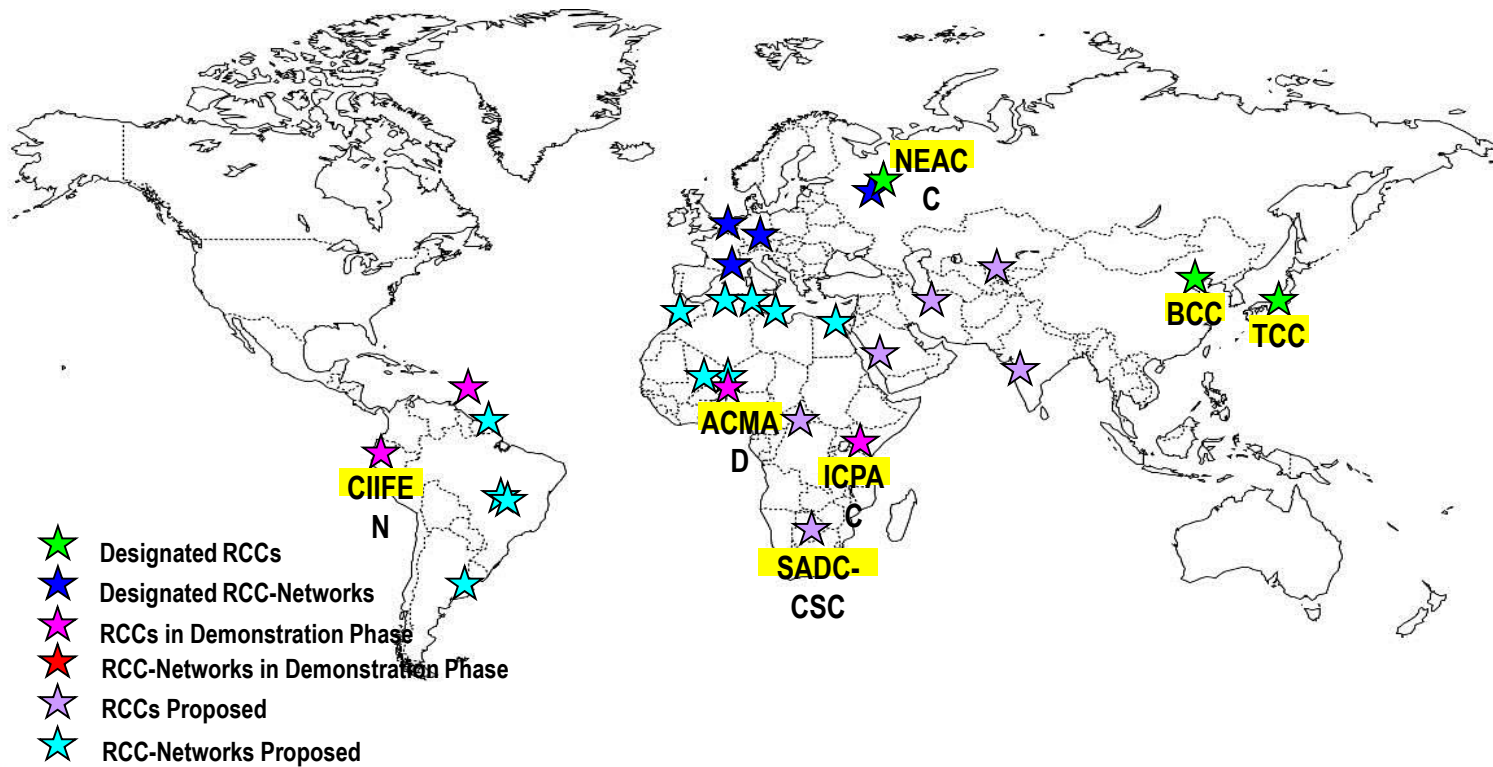 NEAC
C
BCC
TCC
ACMA
D
CIIFE
N
ICPA
C
SADC-
CSC
Designated RCCs
Designated RCC-Networks
RCCs in Demonstration Phase
RCC-Networks in Demonstration Phase
RCCs Proposed
RCC-Networks Proposed